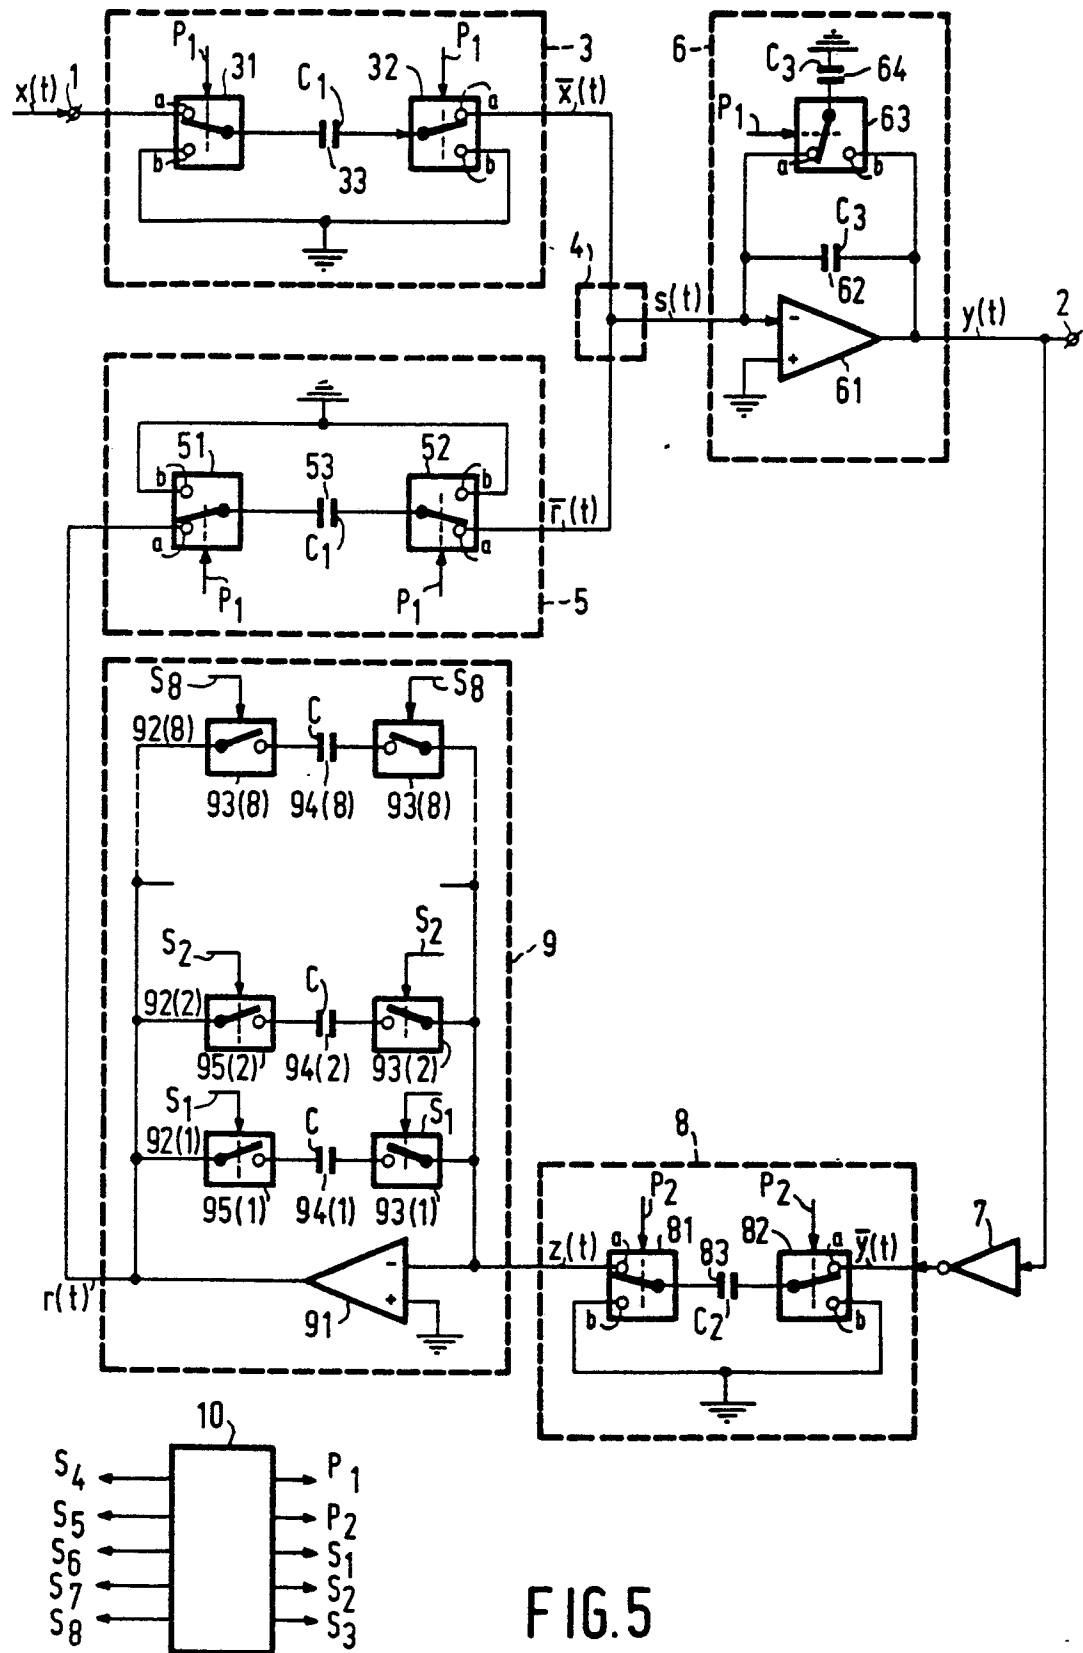 P1 P1 3 6
x(t) 1 31 C1 32 x̅(t) C3 64
a a P1 63
b 33 b a b
4 s(t) C3
62 y(t) 2
- + 61
51 53 52
b b r̅(t)
a C1 a
P1 P1 5
S8 S8
92(8) C
93(8) 94(8) 93(8)
S2 S2 9
92(2) C
95(2) 94(2) 93(2)
S1 C S1
92(1)
95(1) 94(1) 93(1)
8
P2 P2
z(t) a 81 83 82 a y̅(t) 7
b C2 b
- +
r(t) 91
10
S4 P1
S5 P2
S6 S1
S7 S2
S8 S3
FIG.5